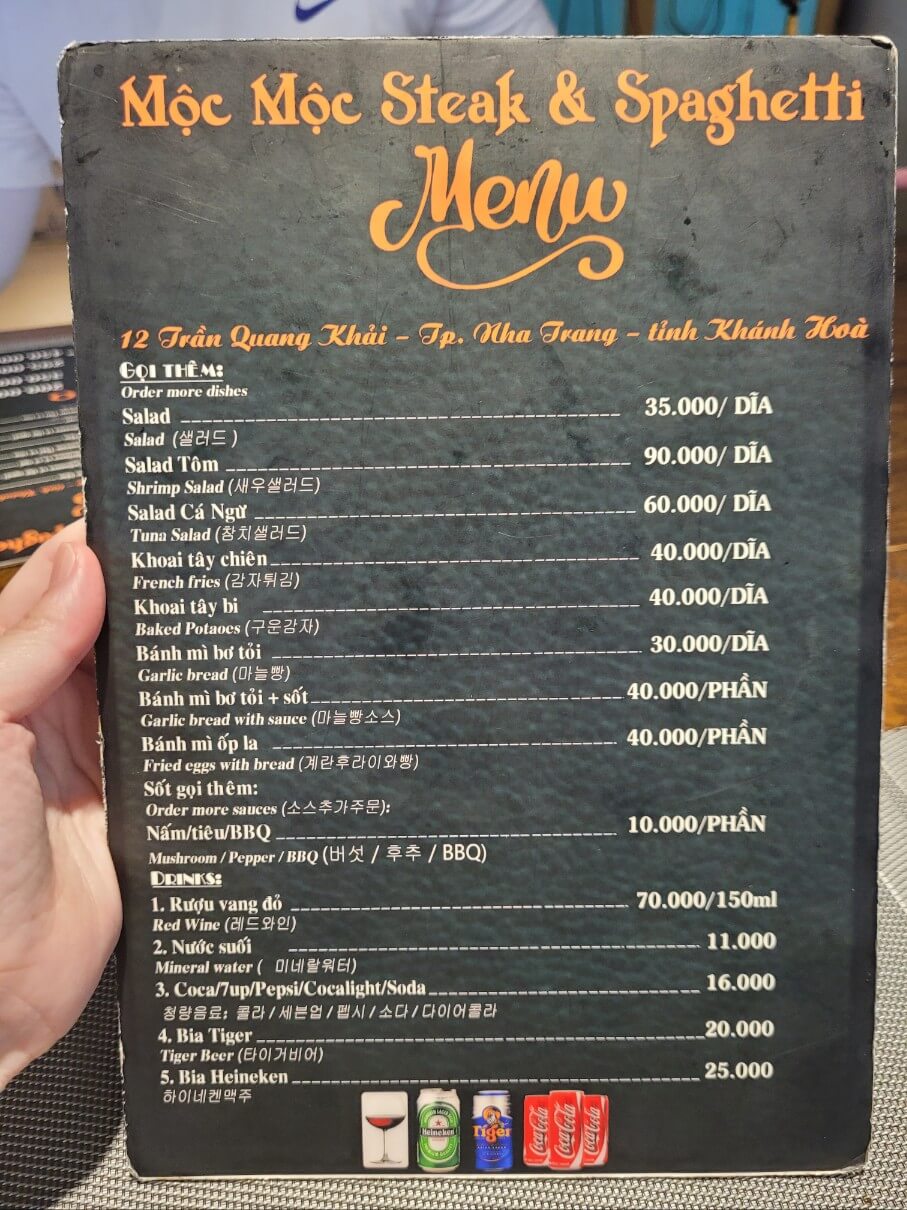 Mộc Mộc Steak & Spaghetti
Menu
12 Trần Quang Khải - Tp. Nha Trang - tỉnh Khánh Hoà
GỌI THÊM:
Order more dishes
Salad 35.000/ DĨA
Salad (샐러드 )
Salad Tôm 90.000/ DĨA
Shrimp Salad (새우샐러드)
Salad Cá Ngừ 60.000/ DĨA
Tuna Salad (참치샐러드)
Khoai tây chiên 40.000/DĨA
French fries (감자튀김)
Khoai tây bi 40.000/DĨA
Baked Potaoes (구운감자)
Bánh mì bơ tỏi 30.000/DĨA
Garlic bread (마늘빵)
Bánh mì bơ tỏi + sốt 40.000/PHẦN
Garlic bread with sauce (마늘빵소스)
Bánh mì ốp la 40.000/PHẦN
Fried eggs with bread (계란후라이와빵)
Sốt gọi thêm:
Order more sauces (소스추가주문):
Nấm/tiêu/BBQ 10.000/PHẦN
Mushroom / Pepper / BBQ (버섯 / 후추 / BBQ)
DRINKS:
1. Rượu vang đỏ 70.000/150ml
Red Wine (레드와인)
2. Nước suối 11.000
Mineral water ( 미네랄워터)
3. Coca/7up/Pepsi/Cocalight/Soda 16.000
청량음료; 콜라 / 세븐업 / 펩시 / 소다 / 다이어콜라
4. Bia Tiger 20.000
Tiger Beer (타이거비어)
5. Bia Heineken 25.000
하이네켄맥주
Heineken
Tiger
Coca-Cola
Coca-Cola
Coca-Cola